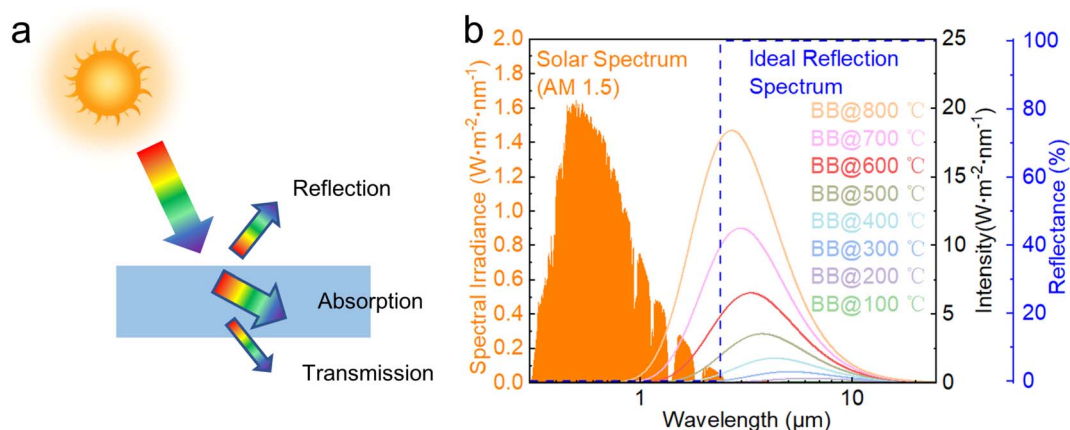 a
Reflection
Absorption
Transmission
b
Solar Spectrum
(AM 1.5)
Ideal Reflection
Spectrum
BB@800 ℃
BB@700 ℃
BB@600 ℃
BB@500 ℃
BB@400 ℃
BB@300 ℃
BB@200 ℃
BB@100 ℃
Spectral Irradiance (W·m-2·nm-1)
2.0
1.8
1.6
1.4
1.2
1.0
0.8
0.6
0.4
0.2
0.0
1
10
Wavelength (μm)
25
20
15
10
5
0
Intensity(W·m-2·nm-1)
100
80
60
40
20
0
Reflectance (%)